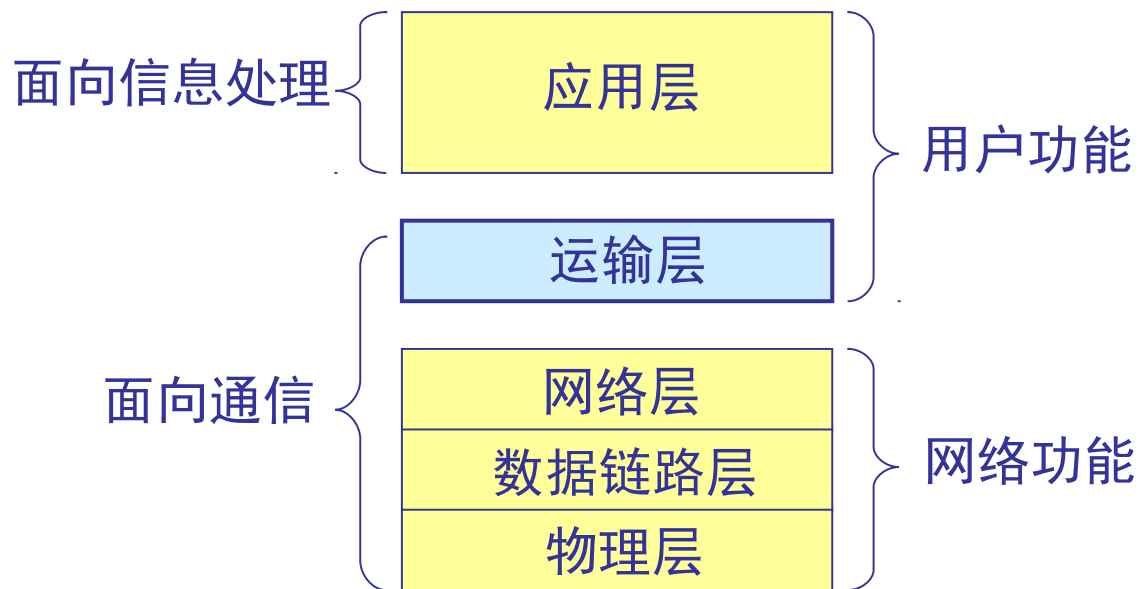 面向信息处理
应用层
用户功能
运输层
面向通信
网络层
数据链路层
网络功能
物理层